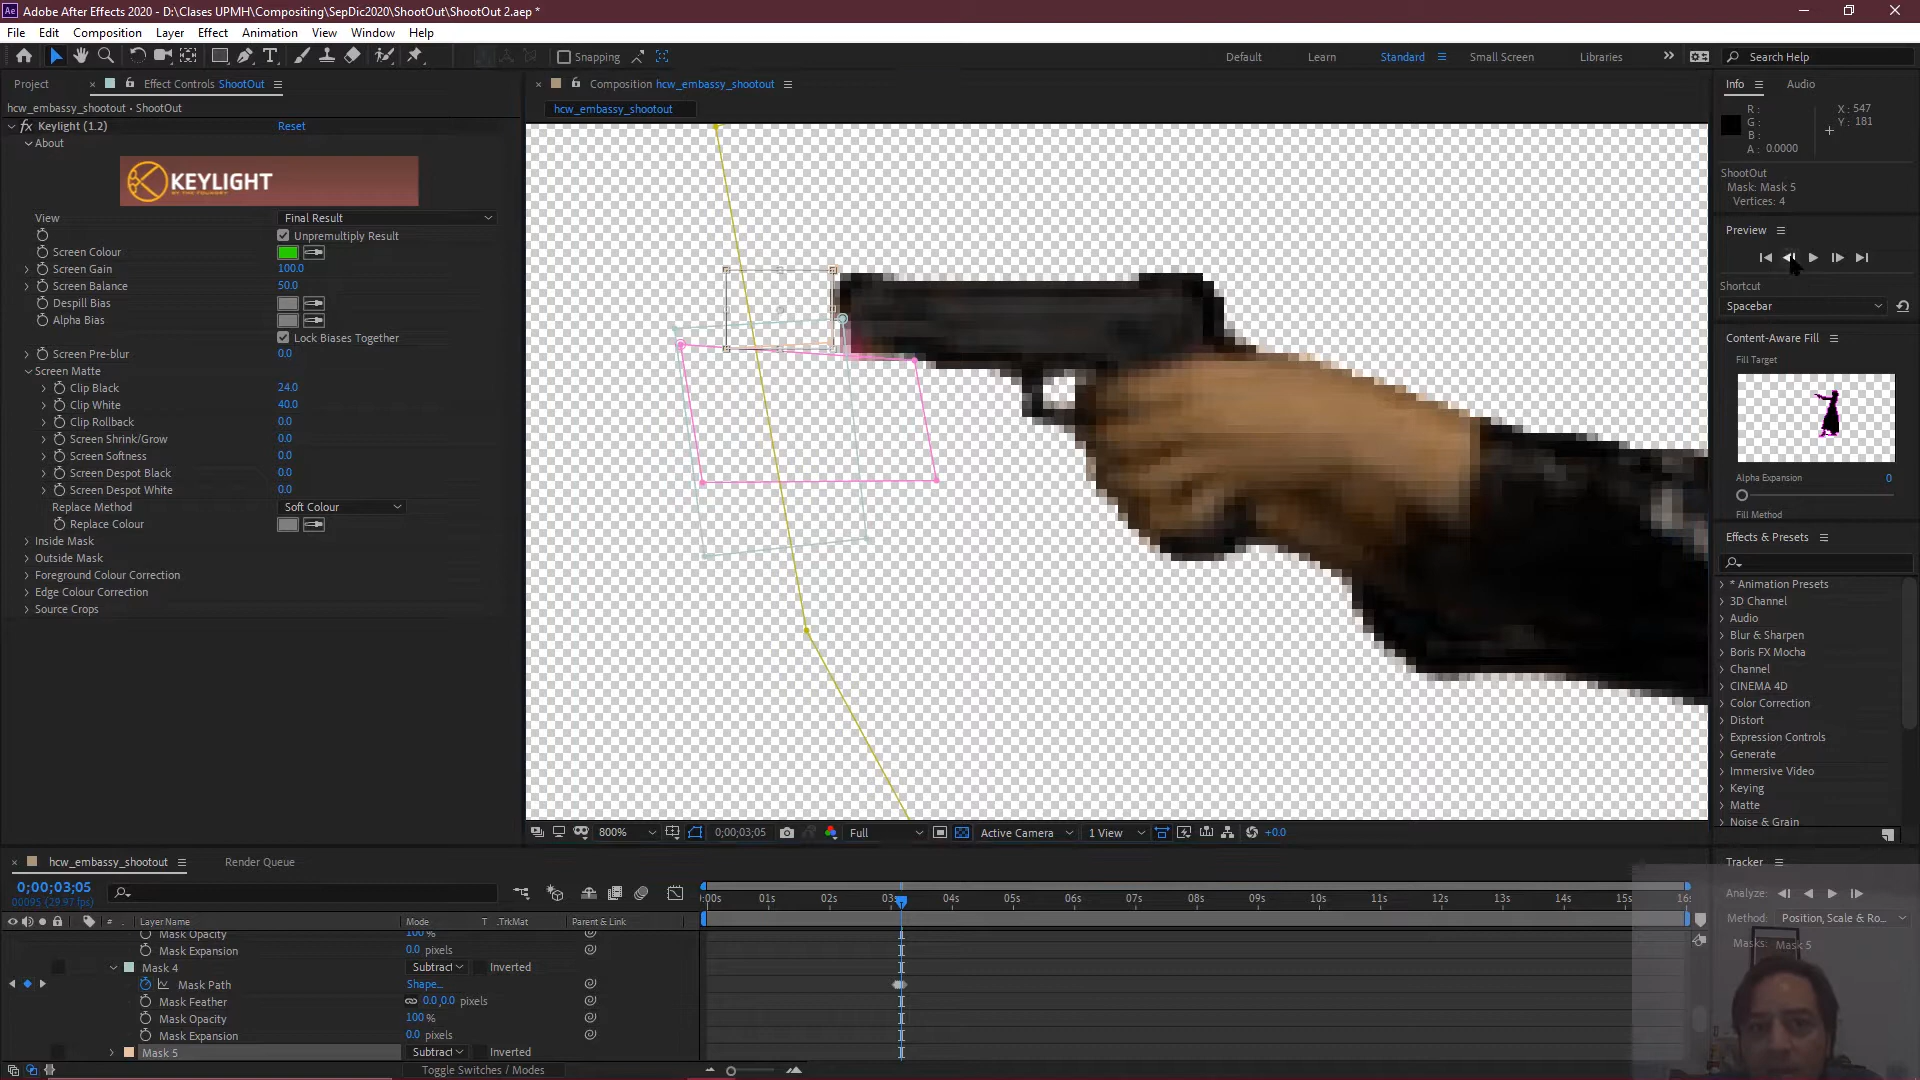 Adobe After Effects 2020 - D:\Clases UPMH\Compositing\SepDic2020\ShootOut\ShootOut 2.aep *
File Edit Composition Layer Effect Animation View Window Help
Snapping
Default Learn Standard Small Screen Libraries
Search Help
Project
Effect Controls ShootOut
hcw_embassy_shootout • ShootOut
fx Keylight (1.2) Reset
About
KEYLIGHT
BY THE FOUNDRY
View Final Result
Unpremultiply Result
Screen Colour
Screen Gain 100.0
Screen Balance 50.0
Despill Bias
Alpha Bias
Lock Biases Together
Screen Pre-blur 0.0
Screen Matte
Clip Black 24.0
Clip White 40.0
Clip Rollback 0.0
Screen Shrink/Grow 0.0
Screen Softness 0.0
Screen Despot Black 0.0
Screen Despot White 0.0
Replace Method Soft Colour
Replace Colour
Inside Mask
Outside Mask
Foreground Colour Correction
Edge Colour Correction
Source Crops
Composition hcw_embassy_shootout
hcw_embassy_shootout
800% 0;00;03;05 Full Active Camera 1 View +0.0
Info Audio
R :
G :
B :
A : 0.0000
X : 547
Y : 181
ShootOut
Mask: Mask 5
Vertices: 4
Preview
Shortcut
Spacebar
Content-Aware Fill
Fill Target
Alpha Expansion 0
Fill Method
Effects & Presets
* Animation Presets
3D Channel
Audio
Blur & Sharpen
Boris FX Mocha
Channel
CINEMA 4D
Color Correction
Distort
Expression Controls
Generate
Immersive Video
Keying
Matte
Noise & Grain
Tracker
Analyze:
Method: Position, Scale & Ro...
Masks: Mask 5
hcw_embassy_shootout Render Queue
0;00;03;05
00095 (29.97 fps)
# Layer Name Mode T .TrkMat Parent & Link
:00s 01s 02s 03s 04s 05s 06s 07s 08s 09s 10s 11s 12s 13s 14s 15s 16s
Mask Opacity 100 %
Mask Expansion 0.0 pixels
Mask 4 Subtract Inverted
Mask Path Shape...
Mask Feather 0.0,0.0 pixels
Mask Opacity 100 %
Mask Expansion 0.0 pixels
Mask 5 Subtract Inverted
Toggle Switches / Modes